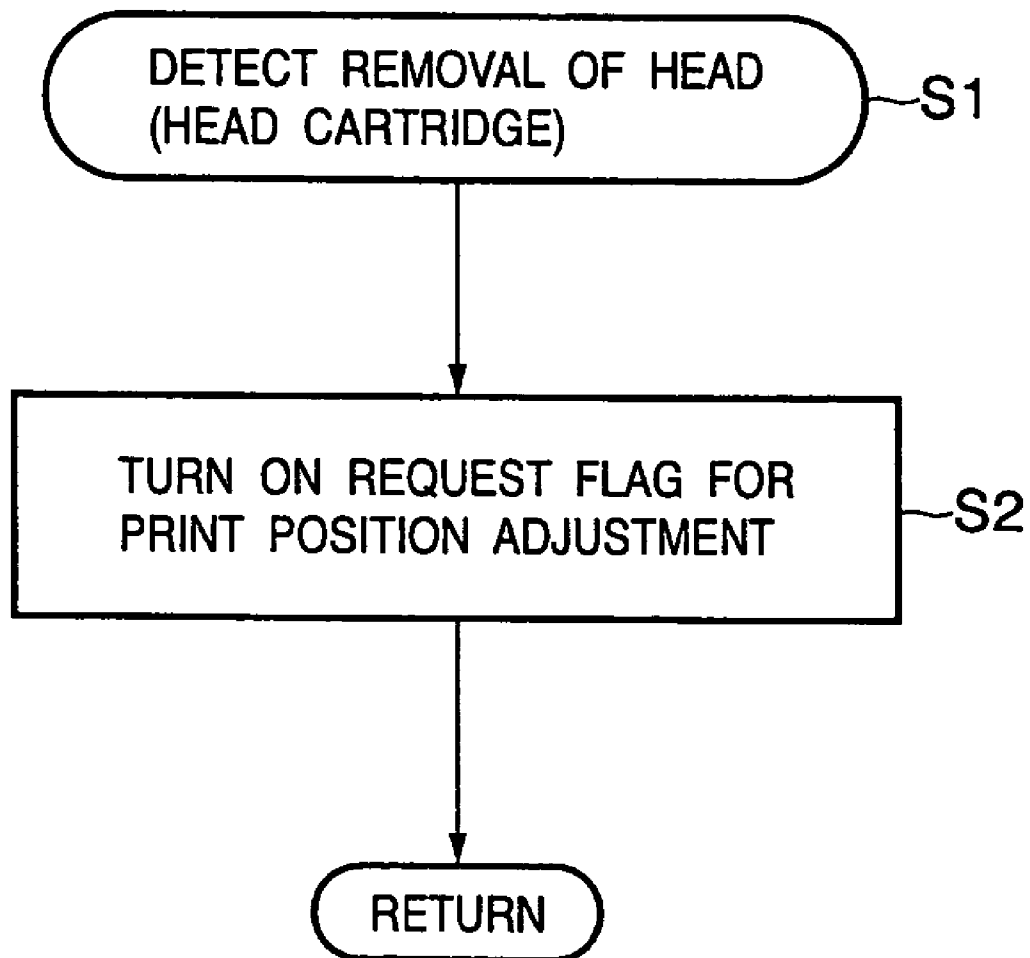 DETECT REMOVAL OF HEAD
(HEAD CARTRIDGE)
S1
TURN ON REQUEST FLAG FOR
PRINT POSITION ADJUSTMENT
S2
RETURN